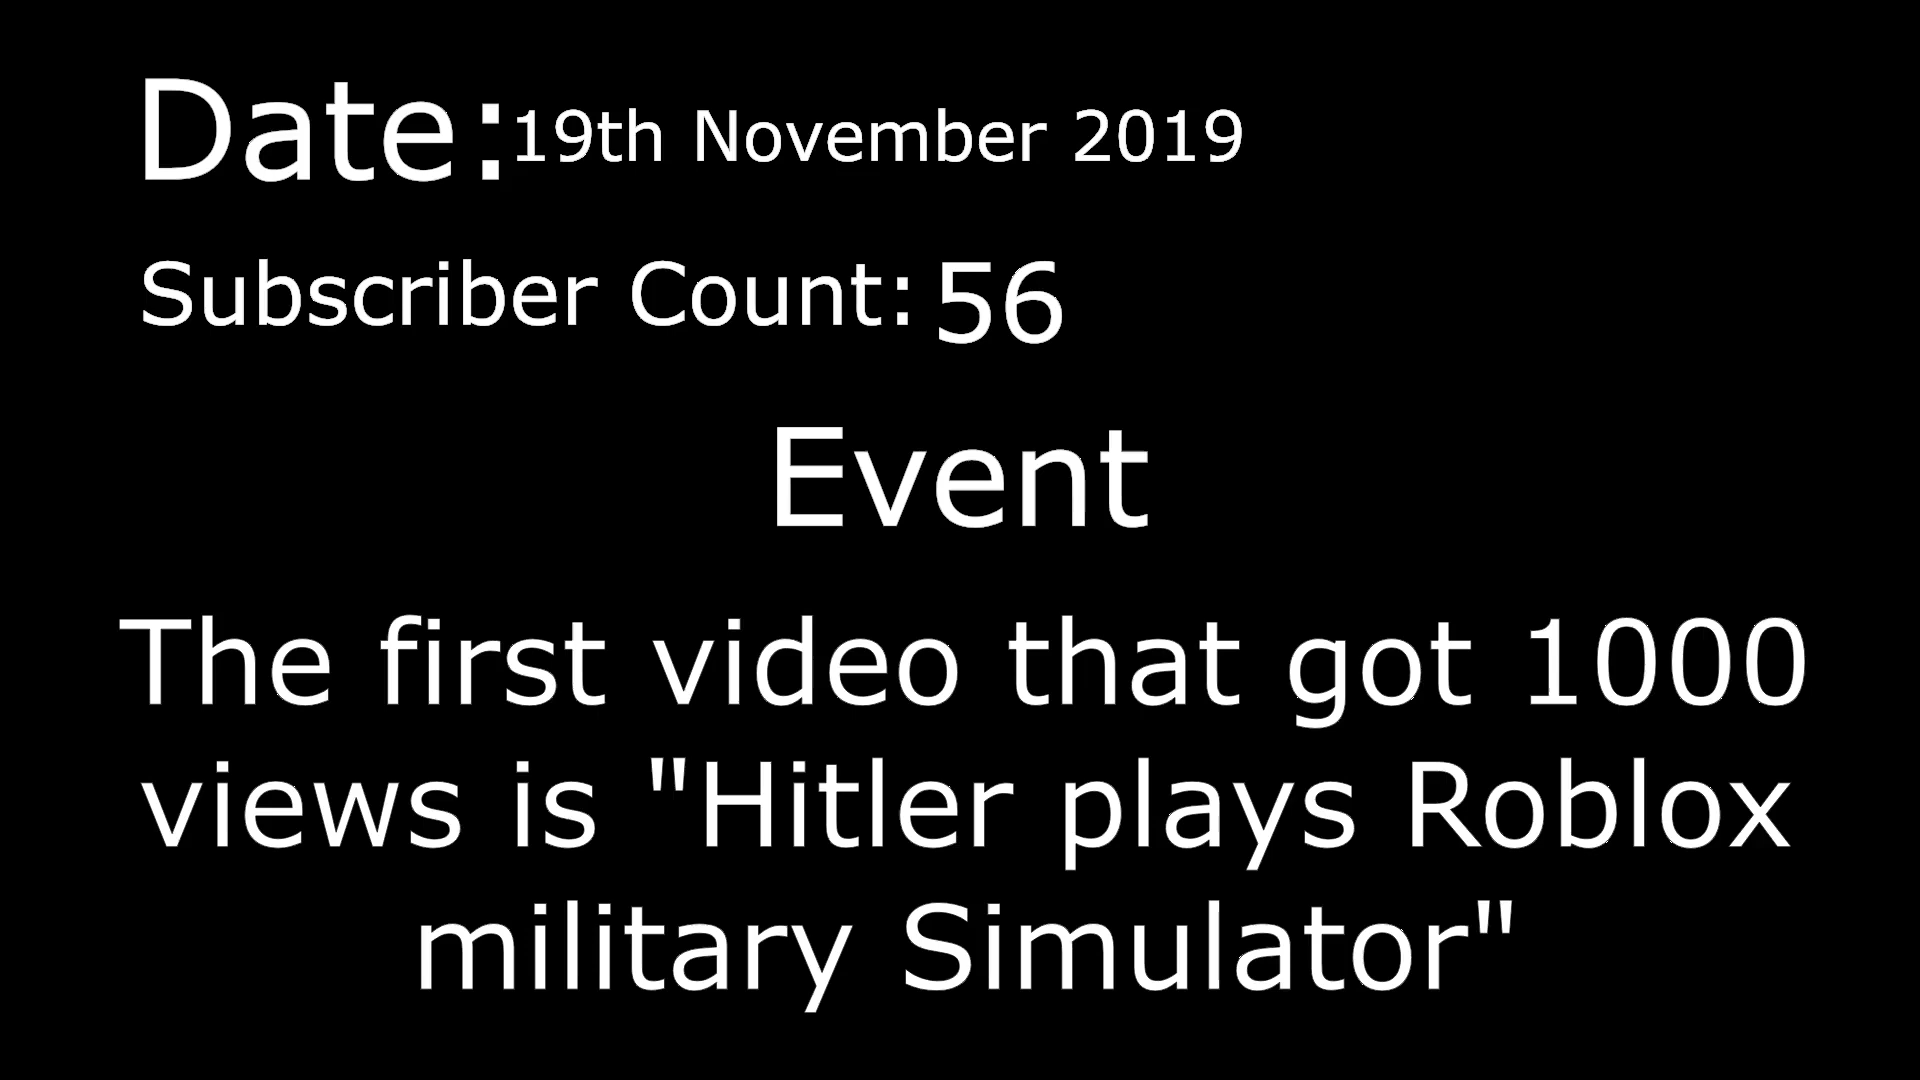 Date:19th November 2019
Subscriber Count: 56
Event
The first video that got 1000
views is "Hitler plays Roblox
military Simulator"